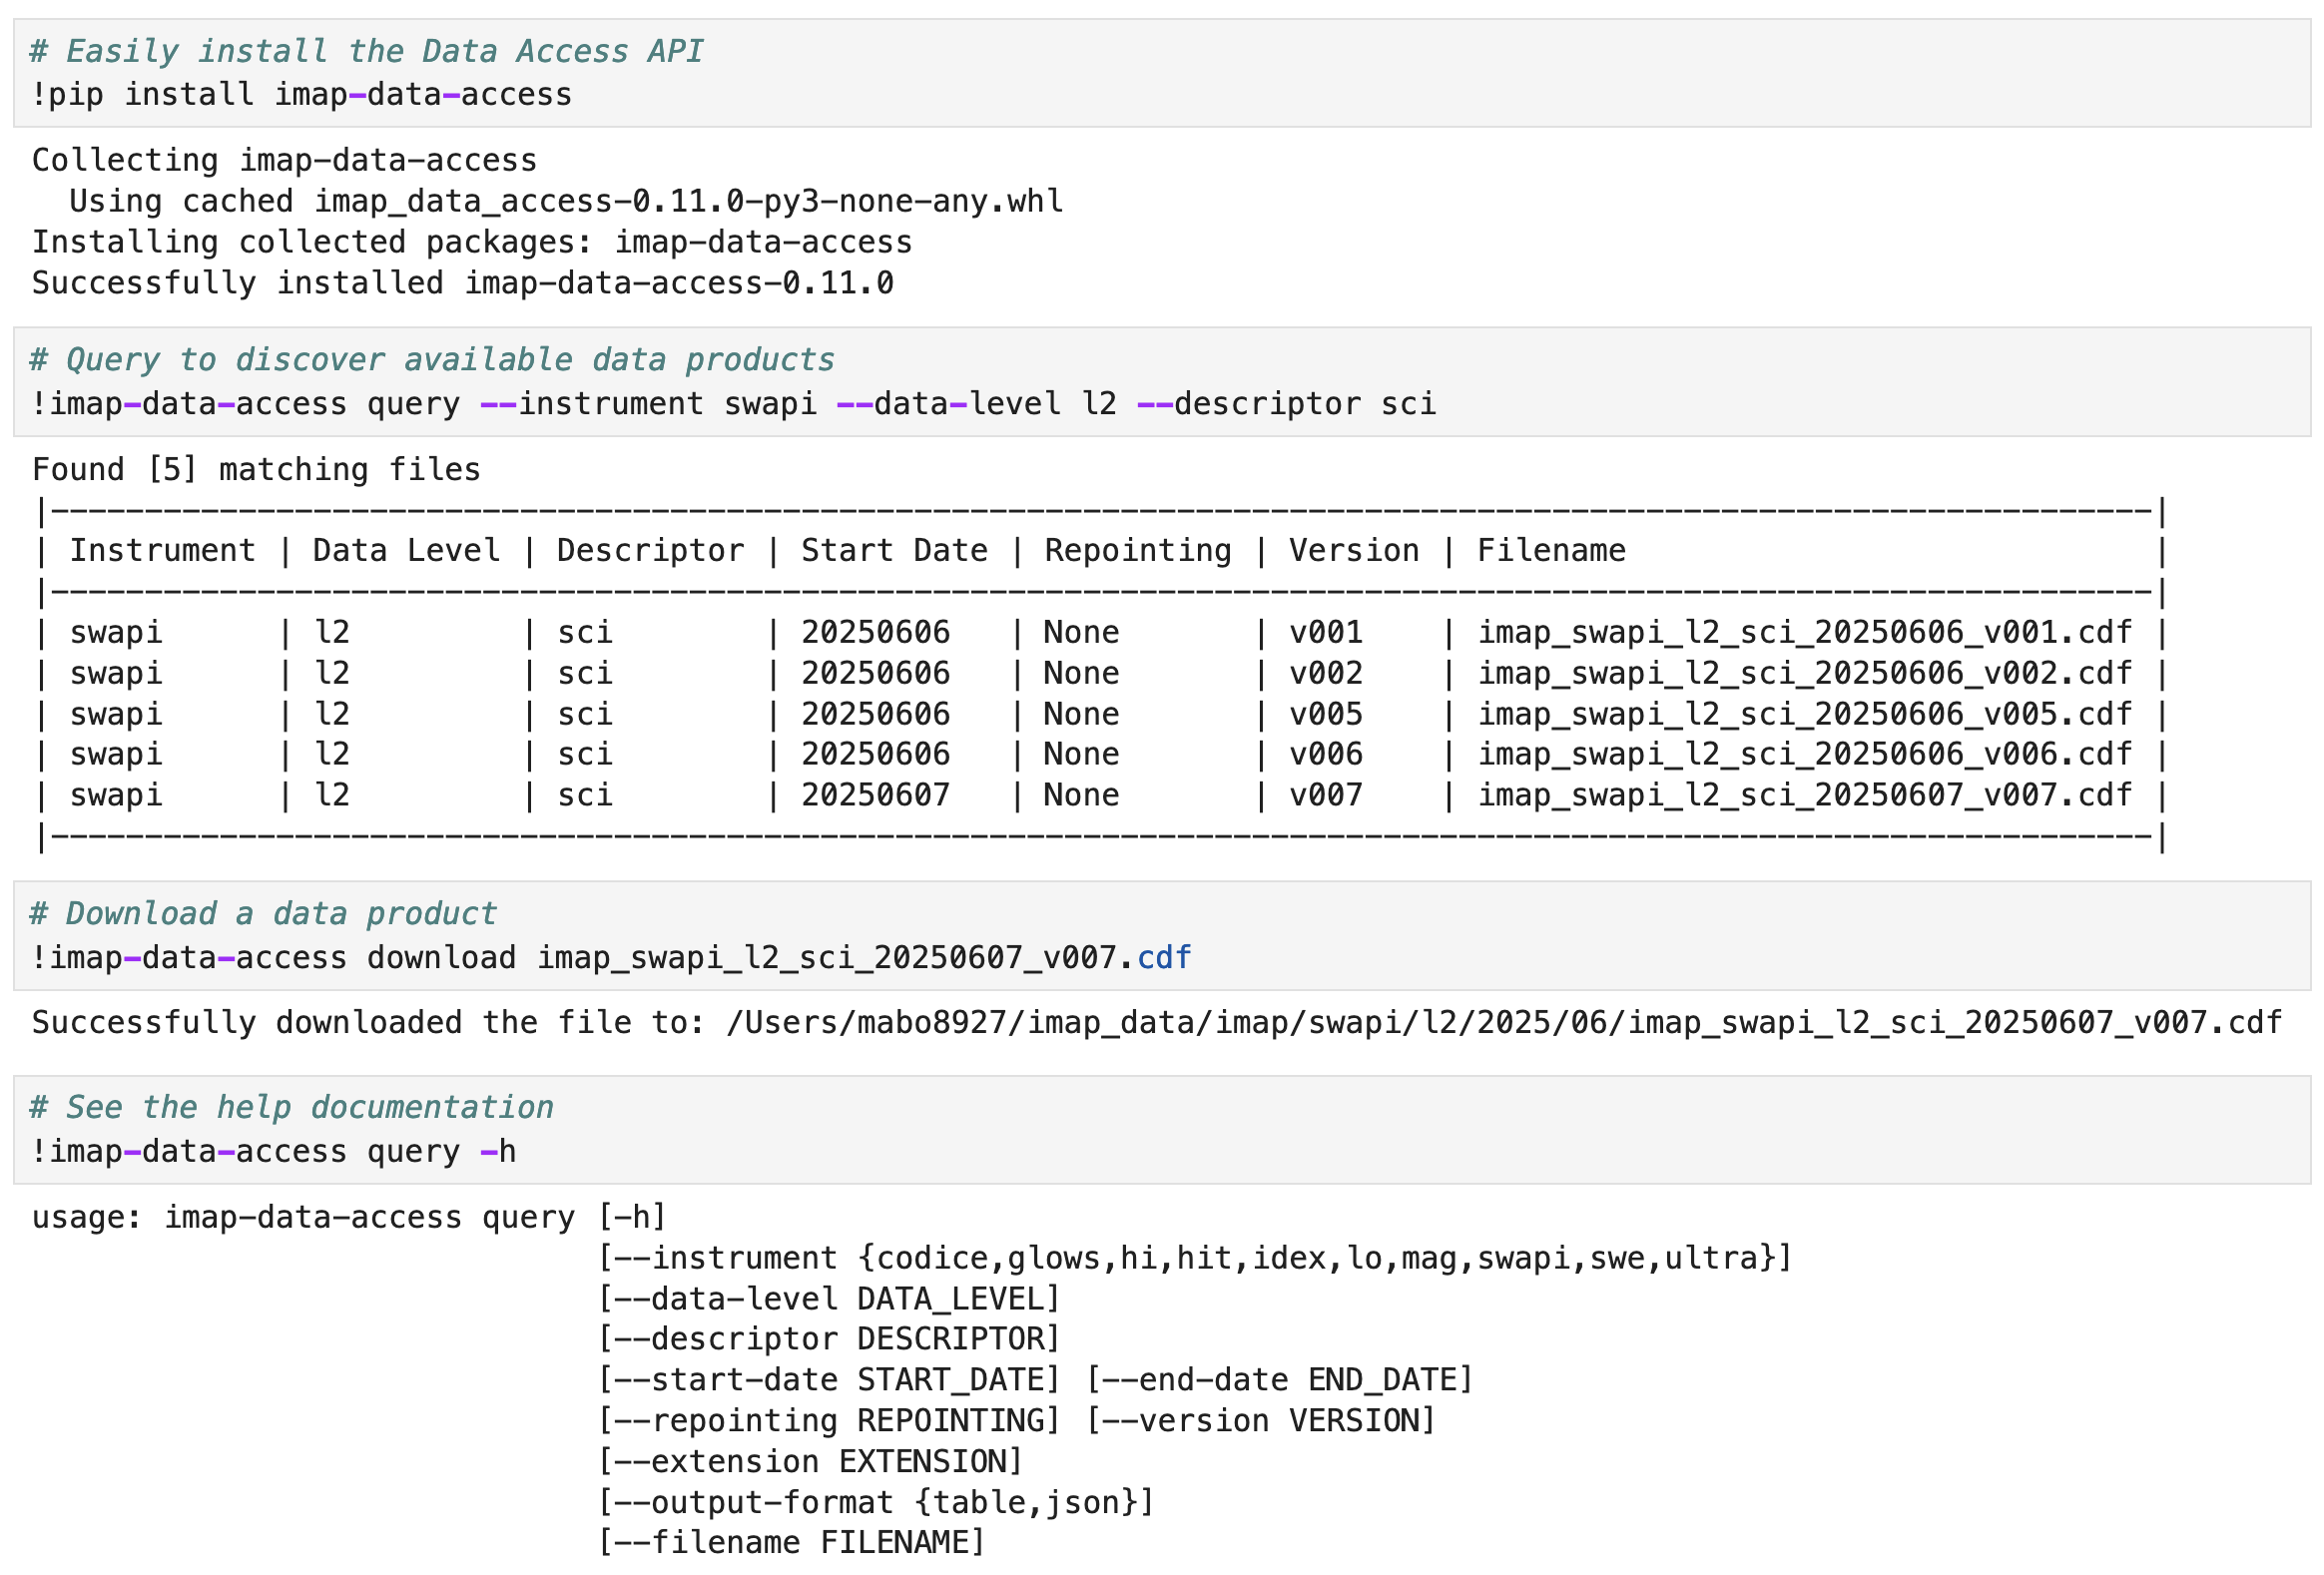 # Easily install the Data Access API
!pip install imap-data-access
Collecting imap-data-access
  Using cached imap_data_access-0.11.0-py3-none-any.whl
Installing collected packages: imap-data-access
Successfully installed imap-data-access-0.11.0
# Query to discover available data products
!imap-data-access query --instrument swapi --data-level l2 --descriptor sci
Found [5] matching files
|----------------------------------------------------------------------------------------------------------------|
| Instrument | Data Level | Descriptor | Start Date | Repointing | Version | Filename                            |
|----------------------------------------------------------------------------------------------------------------|
| swapi      | l2         | sci        | 20250606   | None       | v001    | imap_swapi_l2_sci_20250606_v001.cdf |
| swapi      | l2         | sci        | 20250606   | None       | v002    | imap_swapi_l2_sci_20250606_v002.cdf |
| swapi      | l2         | sci        | 20250606   | None       | v005    | imap_swapi_l2_sci_20250606_v005.cdf |
| swapi      | l2         | sci        | 20250606   | None       | v006    | imap_swapi_l2_sci_20250606_v006.cdf |
| swapi      | l2         | sci        | 20250607   | None       | v007    | imap_swapi_l2_sci_20250607_v007.cdf |
|----------------------------------------------------------------------------------------------------------------|
# Download a data product
!imap-data-access download imap_swapi_l2_sci_20250607_v007.cdf
Successfully downloaded the file to: /Users/mabo8927/imap_data/imap/swapi/l2/2025/06/imap_swapi_l2_sci_20250607_v007.cdf
# See the help documentation
!imap-data-access query -h
usage: imap-data-access query [-h]
                              [--instrument {codice,glows,hi,hit,idex,lo,mag,swapi,swe,ultra}]
                              [--data-level DATA_LEVEL]
                              [--descriptor DESCRIPTOR]
                              [--start-date START_DATE] [--end-date END_DATE]
                              [--repointing REPOINTING] [--version VERSION]
                              [--extension EXTENSION]
                              [--output-format {table,json}]
                              [--filename FILENAME]